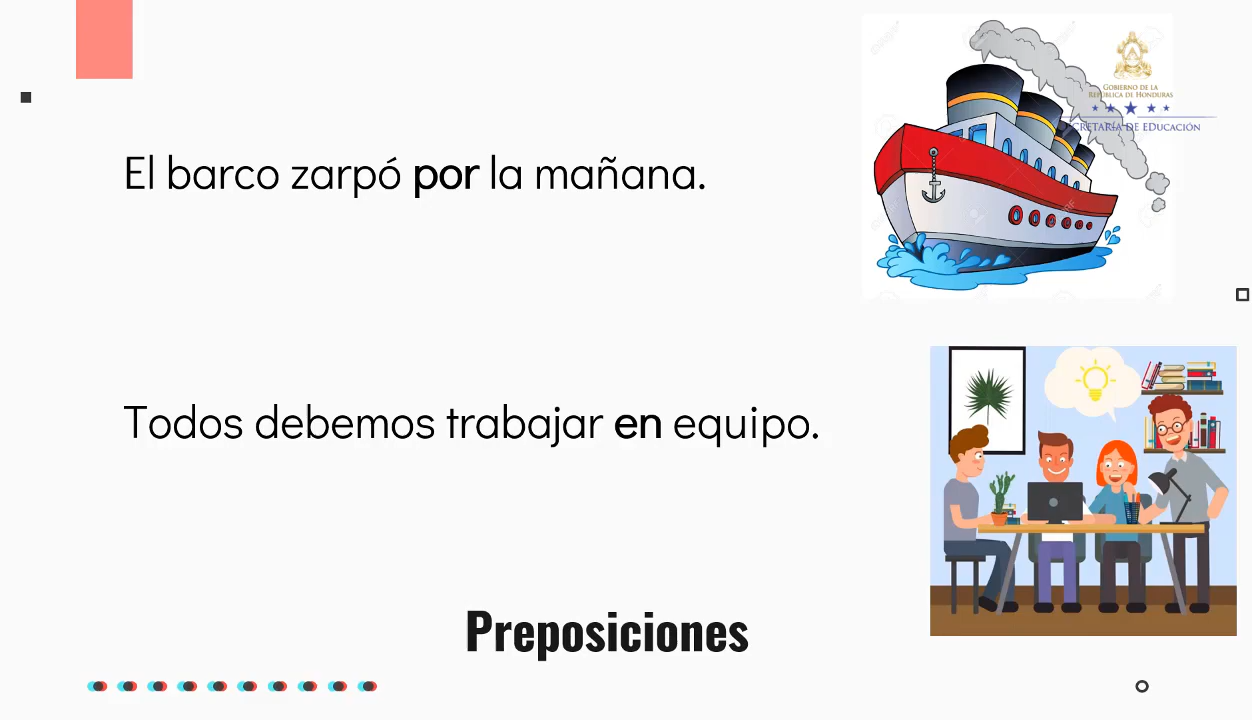 GOBIERNO DE LA
REPÚBLICA DE HONDURAS
SECRETARÍA DE EDUCACIÓN
El barco zarpó por la mañana.
Todos debemos trabajar en equipo.
Preposiciones